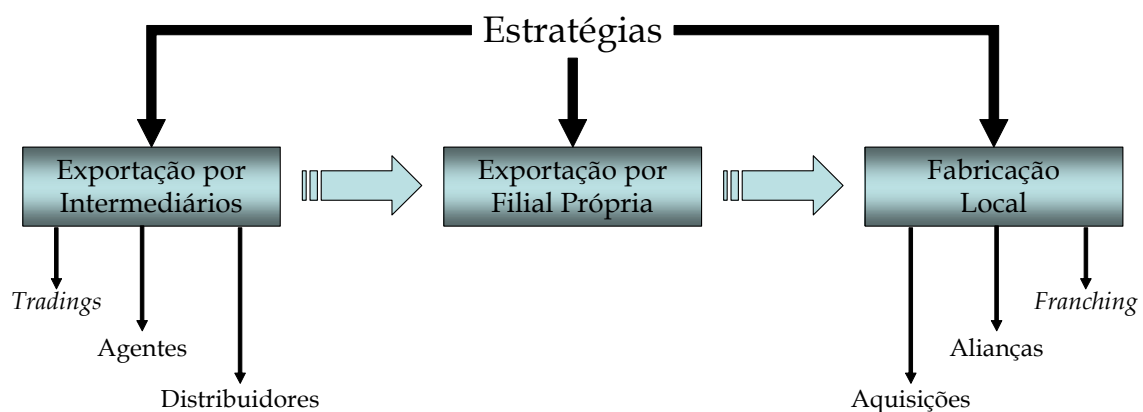 Estratégias
Exportação por
Intermediários
Exportação por
Filial Própria
Fabricação
Local
Tradings
Agentes
Distribuidores
Franching
Alianças
Aquisições